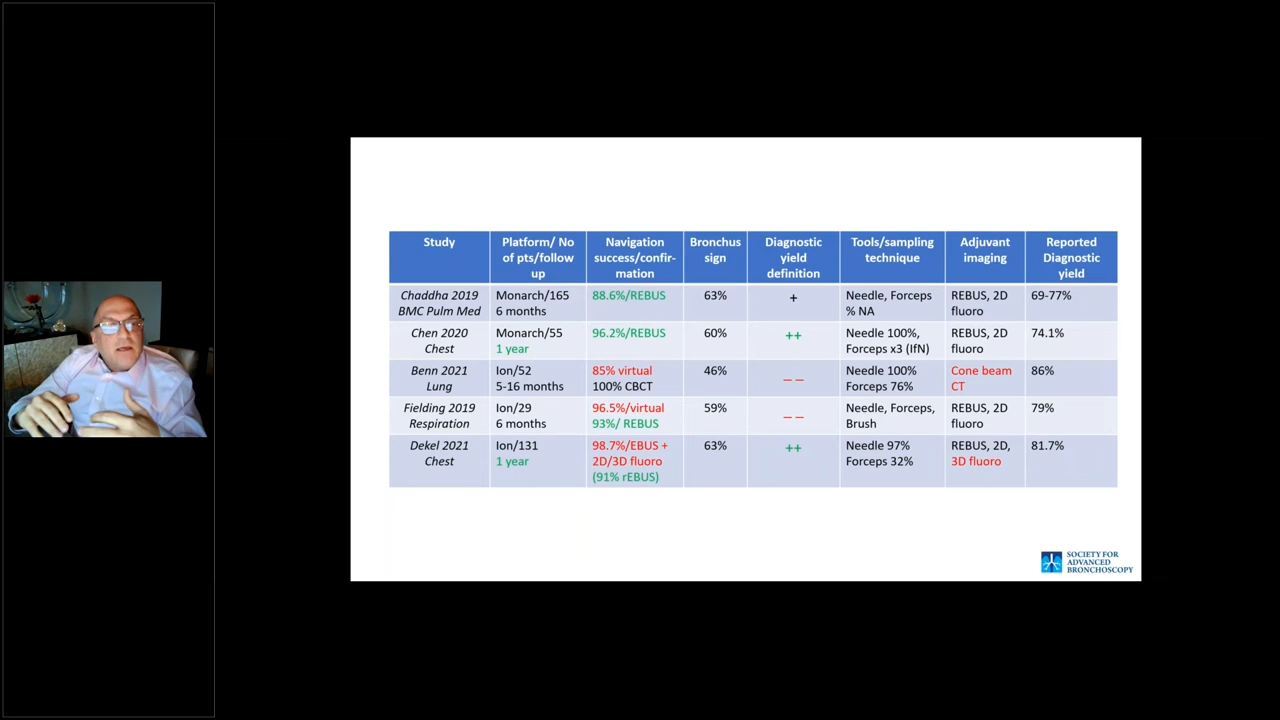 Study
Platform/ No
of pts/follow
up
Navigation
success/confir-
mation
Bronchus
sign
Diagnostic
yield
definition
Tools/sampling
technique
Adjuvant
imaging
Reported
Diagnostic
yield
Chaddha 2019
BMC Pulm Med
Monarch/165
6 months
88.6%/REBUS
63%
+
Needle, Forceps
% NA
REBUS, 2D
fluoro
69-77%
Chen 2020
Chest
Monarch/55
1 year
96.2%/REBUS
60%
++
Needle 100%,
Forceps x3 (IfN)
REBUS, 2D
fluoro
74.1%
Benn 2021
Lung
Ion/52
5-16 months
85% virtual
100% CBCT
46%
– –
Needle 100%
Forceps 76%
Cone beam
CT
86%
Fielding 2019
Respiration
Ion/29
6 months
96.5%/virtual
93%/ REBUS
59%
– –
Needle, Forceps,
Brush
REBUS, 2D
fluoro
79%
Dekel 2021
Chest
Ion/131
1 year
98.7%/EBUS +
2D/3D fluoro
(91% rEBUS)
63%
++
Needle 97%
Forceps 32%
REBUS, 2D,
3D fluoro
81.7%
SOCIETY FOR
ADVANCED
BRONCHOSCOPY